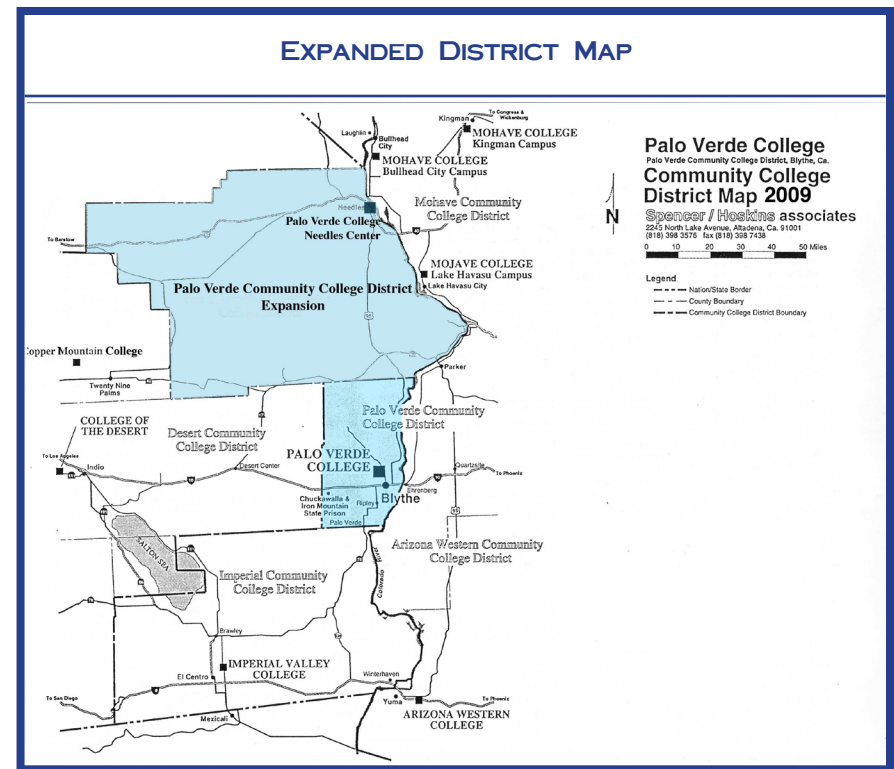 EXPANDED DISTRICT MAP
To Congress &
Wickenburg
Kingman
MOHAVE COLLEGE
Kingman Campus
Laughlin
Bullhead
City
MOHAVE COLLEGE
Bullhead City Campus
Mohave Community
College District
Needles
Palo Verde College
Needles Center
To Barstow
MOJAVE COLLEGE
Lake Havasu Campus
Lake Havasu City
Palo Verde Community College District
Expansion
95
Parker
opper Mountain College
Twenty Nine
Palms
Palo Verde Community
College District
COLLEGE OF
THE DESERT
Desert Community
College District
To Los Angeles
Indio
Desert Center
PALO VERDE
COLLEGE
Quartzsite
To Phoenix
Ehrenberg
Blythe
Chuckawalla &
Iron Mountain
State Prison
Ripley
Palo Verde
95
SALTON SEA
Arizona Western Community
College District
Colorado
River
Imperial Community
College District
Brawley
IMPERIAL VALLEY
COLLEGE
El Centro
Winterhaven
To San Diego
Yuma
To Phoenix
Mexicali
ARIZONA WESTERN
COLLEGE
Palo Verde College
Palo Verde Community College District, Blythe, Ca.
Community College
District Map 2009
Spencer / Hoskins associates
2245 North Lake Avenue, Altadena, Ca. 91001
(818) 398 3576 fax (818) 398 7438
N
0 10 20 30 40 50 Miles
Legend
Nation/State Border
County Boundary
Community College District Boundary